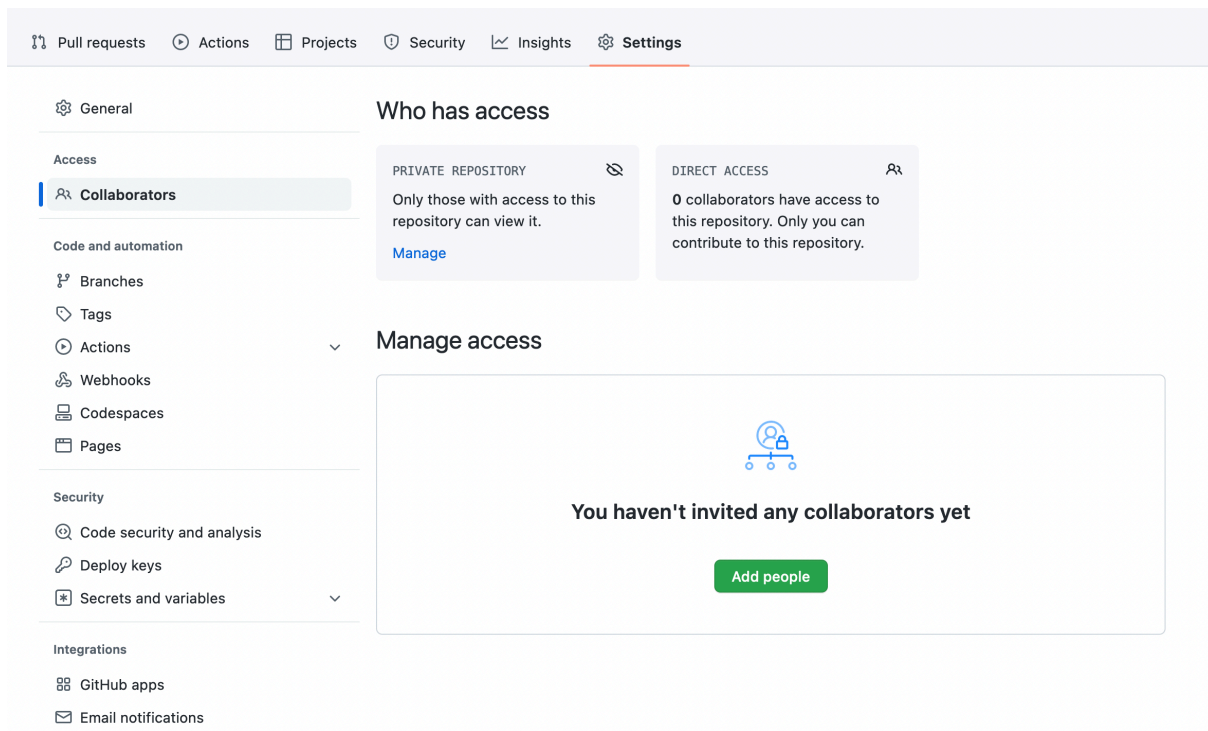 Pull requests
Actions
Projects
Security
Insights
Settings
General
Access
Collaborators
Code and automation
Branches
Tags
Actions
Webhooks
Codespaces
Pages
Security
Code security and analysis
Deploy keys
Secrets and variables
Integrations
GitHub apps
Email notifications
Who has access
PRIVATE REPOSITORY
Only those with access to this
repository can view it.
Manage
DIRECT ACCESS
0 collaborators have access to
this repository. Only you can
contribute to this repository.
Manage access
You haven't invited any collaborators yet
Add people